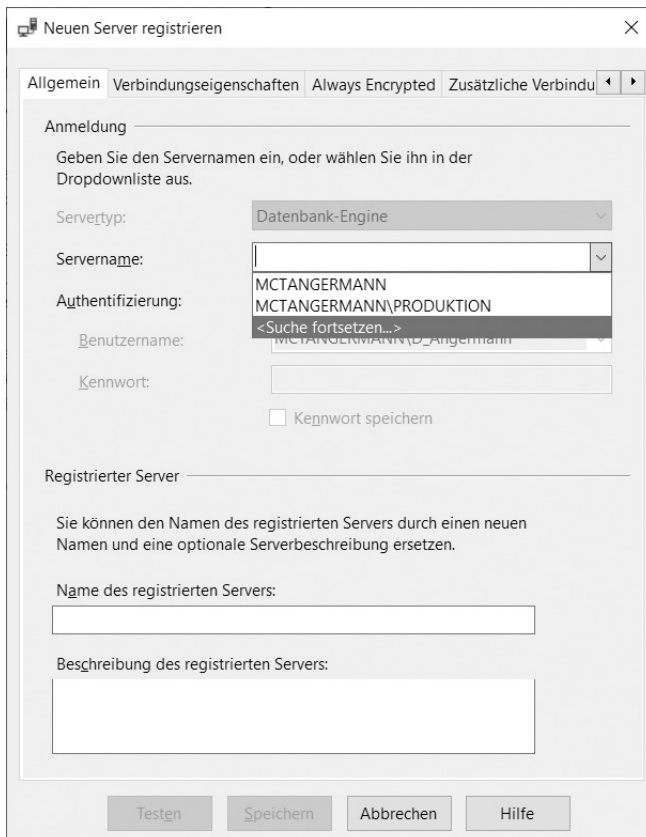 Neuen Server registrieren
Allgemein Verbindungseigenschaften Always Encrypted Zusätzliche Verbindu
Anmeldung
Geben Sie den Servernamen ein, oder wählen Sie ihn in der
Dropdownliste aus.
Servertyp: Datenbank-Engine
Servername:
MCTANGERMANN
Authentifizierung: MCTANGERMANN\PRODUKTION
<Suche fortsetzen...>
Benutzername: MCTANGERMANN\D_Angermann
Kennwort:
Kennwort speichern
Registrierter Server
Sie können den Namen des registrierten Servers durch einen neuen
Namen und eine optionale Serverbeschreibung ersetzen.
Name des registrierten Servers:
Beschreibung des registrierten Servers:
Testen Speichern Abbrechen Hilfe